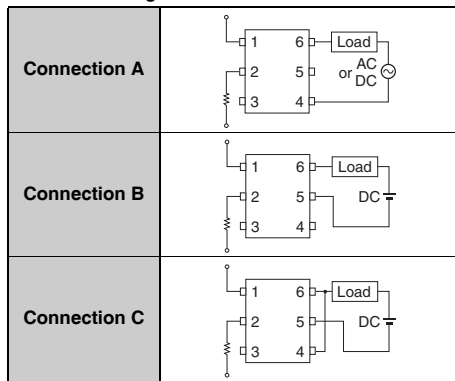 Connection A
1 6 Load
2 5 or AC DC
3 4
Connection B
1 6 Load
2 5 DC
3 4
Connection C
1 6 Load
2 5 DC
3 4